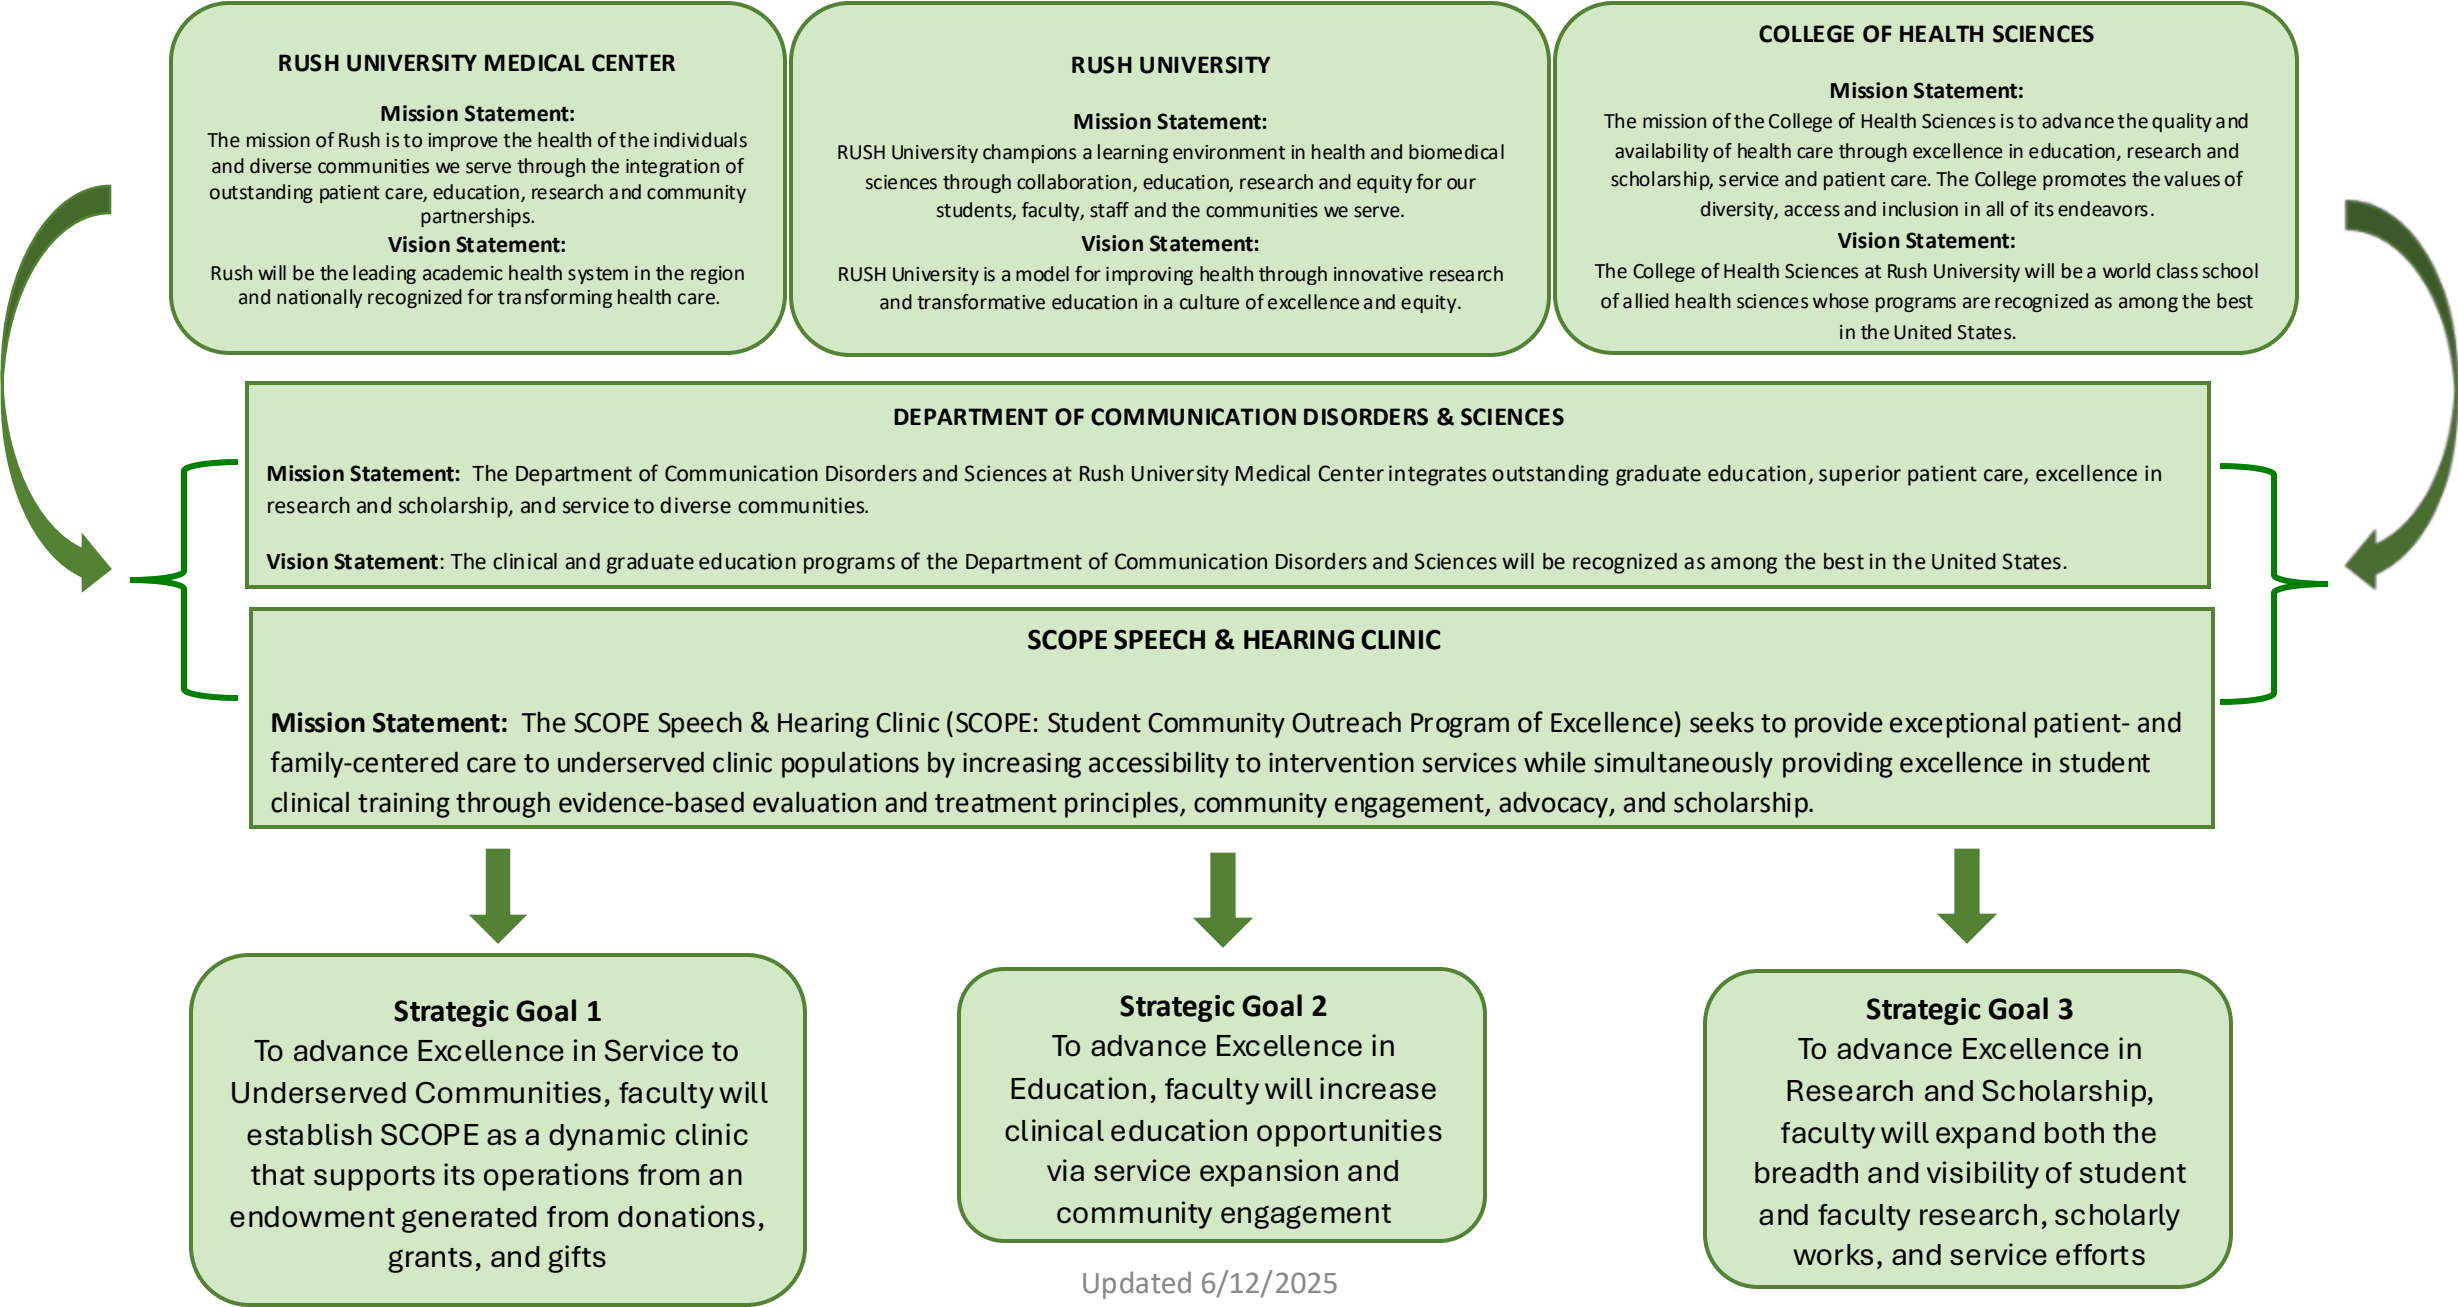 RUSH UNIVERSITY MEDICAL CENTER
Mission Statement:
The mission of Rush is to improve the health of the individuals
and diverse communities we serve through the integration of
outstanding patient care, education, research and community
partnerships.
Vision Statement:
Rush will be the leading academic health system in the region
and nationally recognized for transforming health care.
RUSH UNIVERSITY
Mission Statement:
RUSH University champions a learning environment in health and biomedical
sciences through collaboration, education, research and equity for our
students, faculty, staff and the communities we serve.
Vision Statement:
RUSH University is a model for improving health through innovative research
and transformative education in a culture of excellence and equity.
COLLEGE OF HEALTH SCIENCES
Mission Statement:
The mission of the College of Health Sciences is to advance the quality and
availability of health care through excellence in education, research and
scholarship, service and patient care. The College promotes the values of
diversity, access and inclusion in all of its endeavors.
Vision Statement:
The College of Health Sciences at Rush University will be a world class school
of allied health sciences whose programs are recognized as among the best
in the United States.
DEPARTMENT OF COMMUNICATION DISORDERS & SCIENCES
Mission Statement: The Department of Communication Disorders and Sciences at Rush University Medical Center integrates outstanding graduate education, superior patient care, excellence in
research and scholarship, and service to diverse communities.
Vision Statement: The clinical and graduate education programs of the Department of Communication Disorders and Sciences will be recognized as among the best in the United States.
SCOPE SPEECH & HEARING CLINIC
Mission Statement: The SCOPE Speech & Hearing Clinic (SCOPE: Student Community Outreach Program of Excellence) seeks to provide exceptional patient- and
family-centered care to underserved clinic populations by increasing accessibility to intervention services while simultaneously providing excellence in student
clinical training through evidence-based evaluation and treatment principles, community engagement, advocacy, and scholarship.
Strategic Goal 1
To advance Excellence in Service to
Underserved Communities, faculty will
establish SCOPE as a dynamic clinic
that supports its operations from an
endowment generated from donations,
grants, and gifts
Strategic Goal 2
To advance Excellence in
Education, faculty will increase
clinical education opportunities
via service expansion and
community engagement
Strategic Goal 3
To advance Excellence in
Research and Scholarship,
faculty will expand both the
breadth and visibility of student
and faculty research, scholarly
works, and service efforts
Updated 6/12/2025